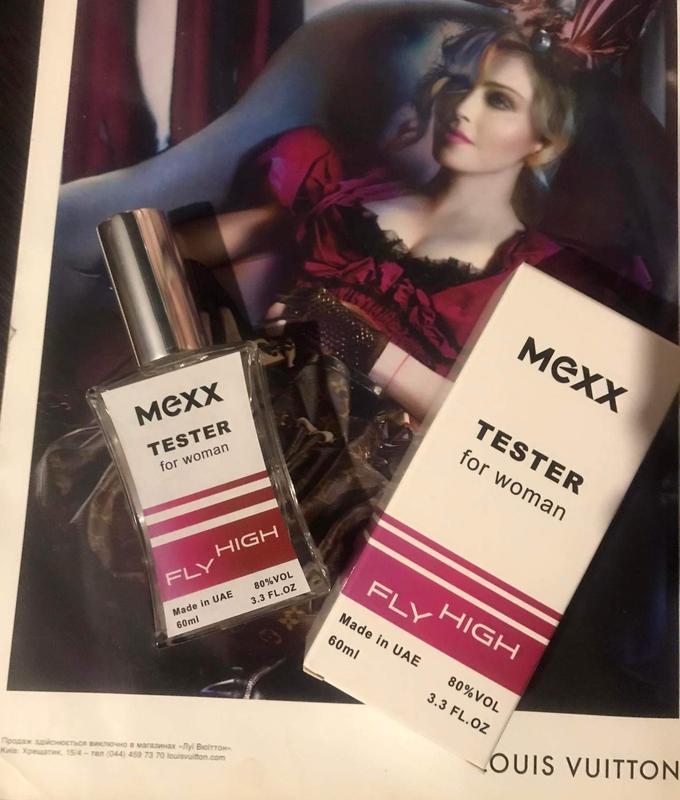 MEXX
TESTER
for woman
FLY HIGH
Made in UAE
60ml
80%VOL
3.3 FL.OZ
MEXX
TESTER
for woman
FLY HIGH
Made in UAE
60ml
80%VOL
3.3 FL.OZ
Продаж здійснюється виключно в магазинах «Луї Вюіттон».
Київ: Хрещатик, 15/4 – тел (044) 459 73 70 louisvuitton.com
LOUIS VUITTON